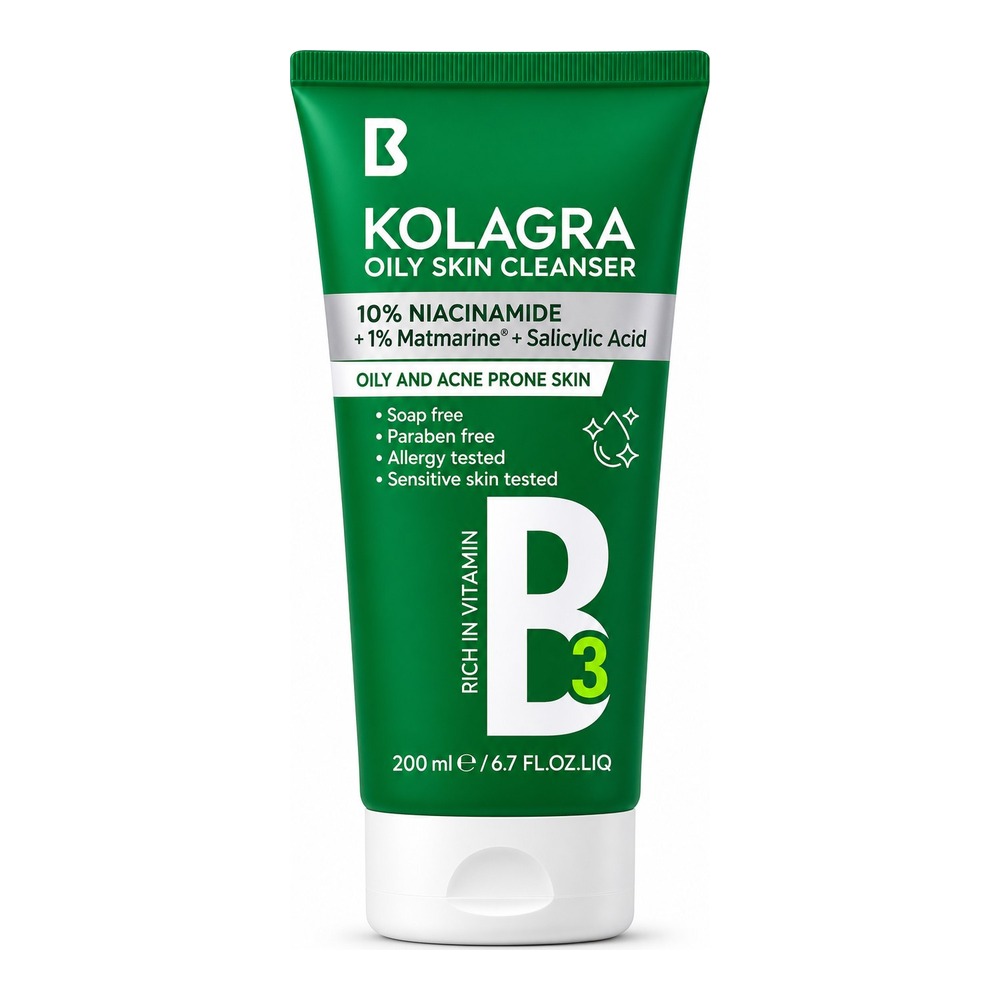 B
KOLAGRA
OILY SKIN CLEANSER
10% NIACINAMIDE
+ 1% Matmarine® + Salicylic Acid
OILY AND ACNE PRONE SKIN
• Soap free
• Paraben free
• Allergy tested
• Sensitive skin tested
RICH IN VITAMIN
B3
200 ml ℮ / 6.7 FL.OZ.LIQ